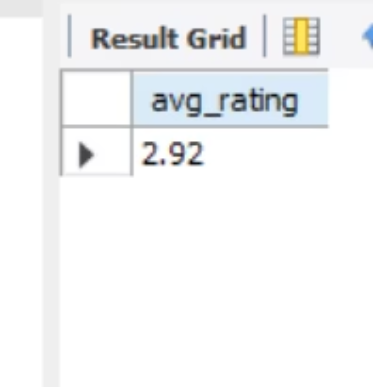 Result Grid
avg_rating
2.92